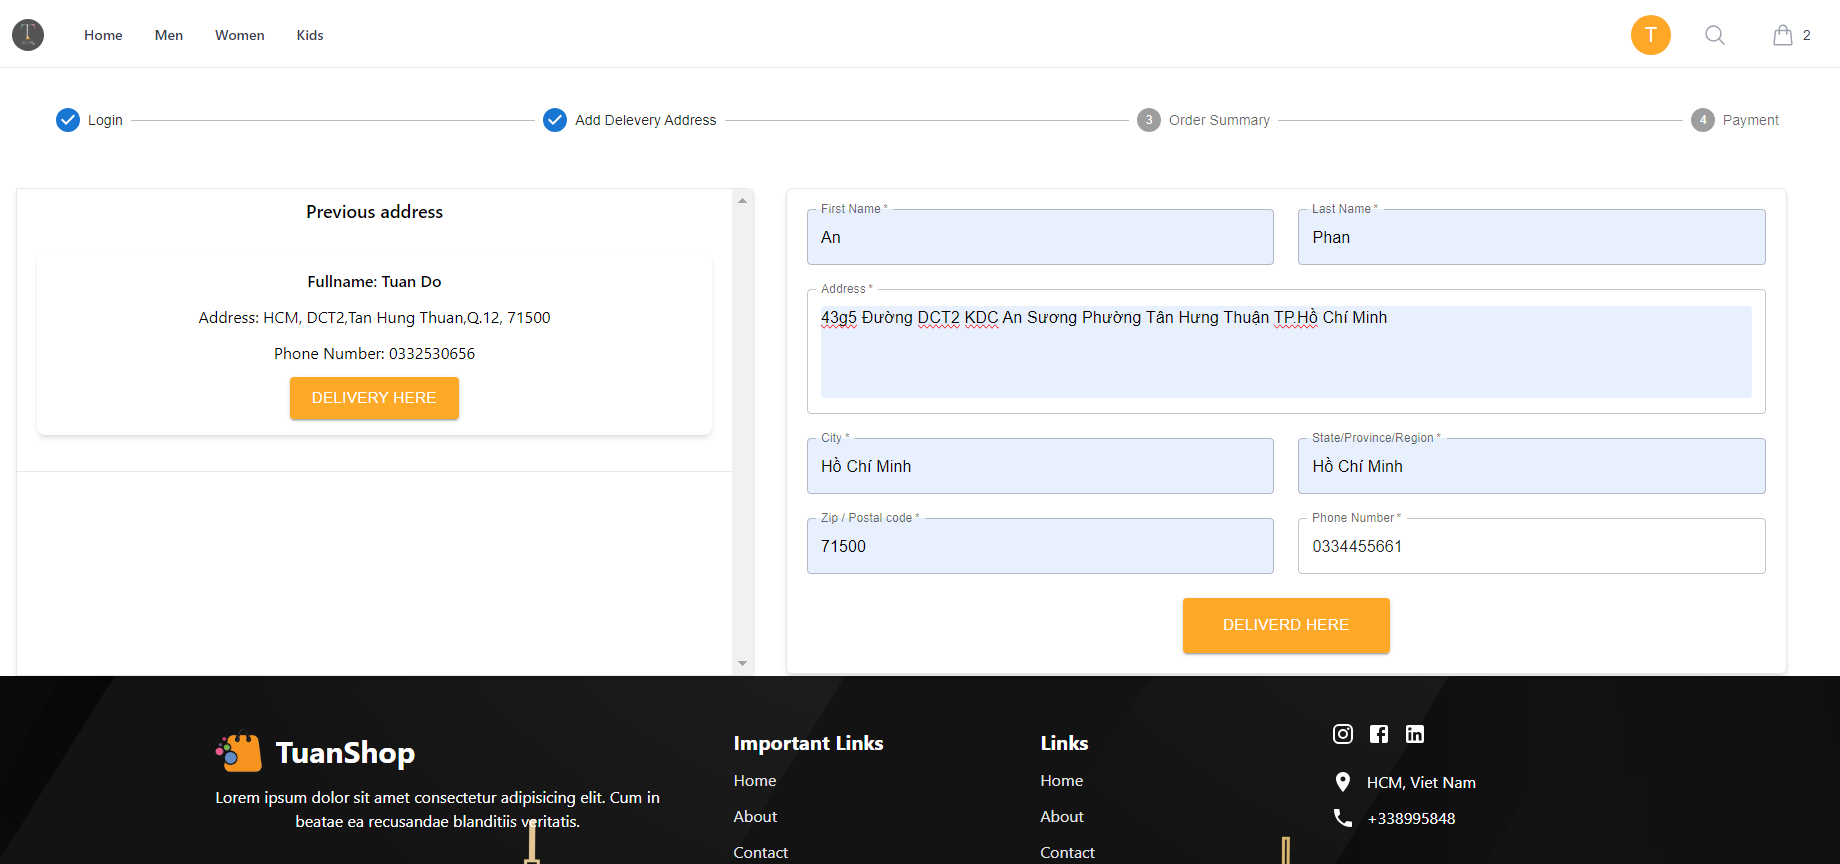 Home Men Women Kids T 2
Login Add Delevery Address 3 Order Summary 4 Payment
Previous address
Fullname: Tuan Do
Address: HCM, DCT2,Tan Hung Thuan,Q.12, 71500
Phone Number: 0332530656
DELIVERY HERE
First Name *
An
Last Name *
Phan
Address *
43g5 Đường DCT2 KDC An Sương Phường Tân Hưng Thuận TP.Hồ Chí Minh
City *
Hồ Chí Minh
State/Province/Region *
Hồ Chí Minh
Zip / Postal code *
71500
Phone Number *
0334455661
DELIVERD HERE
TuanShop
Lorem ipsum dolor sit amet consectetur adipisicing elit. Cum in
beatae ea recusandae blanditiis veritatis.
Important Links
Home
About
Contact
Links
Home
About
Contact
HCM, Viet Nam
+338995848